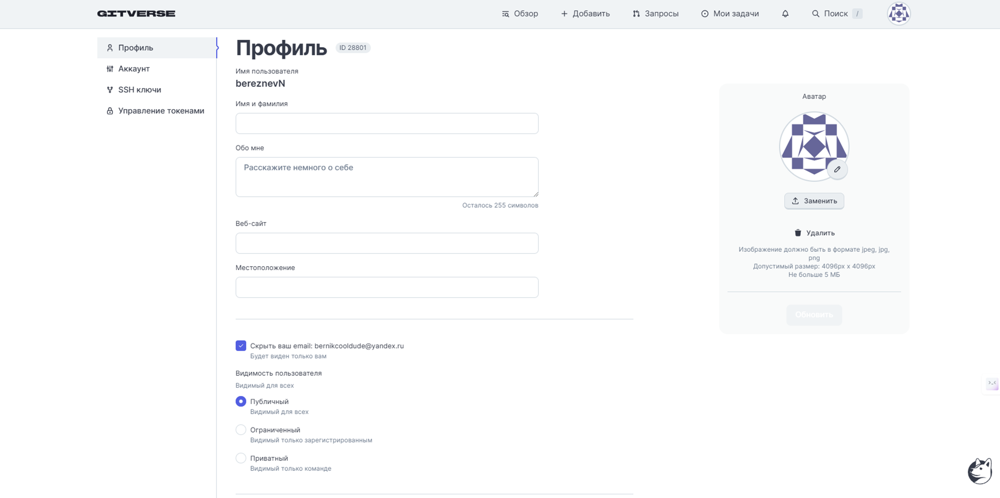 GITVERSE
Обзор
Добавить
Запросы
Мои задачи
Поиск /
Профиль
Аккаунт
SSH ключи
Управление токенами
Профиль ID 28801
Имя пользователя
bereznevN
Имя и фамилия
Обо мне
Расскажите немного о себе
Осталось 255 символов
Веб-сайт
Местоположение
Скрыть ваш email: bernikcooldude@yandex.ru
Будет виден только вам
Видимость пользователя
Видимый для всех
Публичный
Видимый для всех
Ограниченный
Видимый только зарегистрированным
Приватный
Видимый только команде
Аватар
Заменить
Удалить
Изображение должно быть в формате jpeg, jpg,
png
Допустимый размер: 4096px x 4096px
Не больше 5 МБ
Обновить